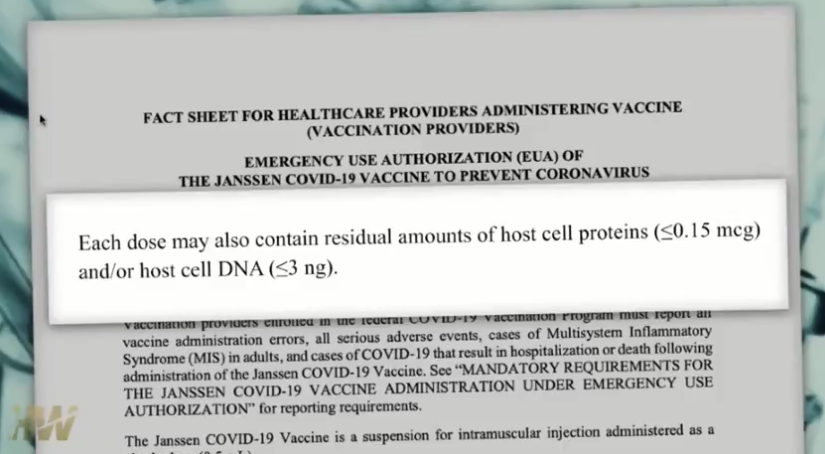 FACT SHEET FOR HEALTHCARE PROVIDERS ADMINISTERING VACCINE
(VACCINATION PROVIDERS)
EMERGENCY USE AUTHORIZATION (EUA) OF
THE JANSSEN COVID-19 VACCINE TO PREVENT CORONAVIRUS
Each dose may also contain residual amounts of host cell proteins (≤0.15 mcg)
and/or host cell DNA (≤3 ng).
Vaccination providers enrolled in the federal COVID-19 Vaccination Program must report all
vaccine administration errors, all serious adverse events, cases of Multisystem Inflammatory
Syndrome (MIS) in adults, and cases of COVID-19 that result in hospitalization or death following
administration of the Janssen COVID-19 Vaccine. See “MANDATORY REQUIREMENTS FOR
THE JANSSEN COVID-19 VACCINE ADMINISTRATION UNDER EMERGENCY USE
AUTHORIZATION” for reporting requirements.
The Janssen COVID-19 Vaccine is a suspension for intramuscular injection administered as a
HW